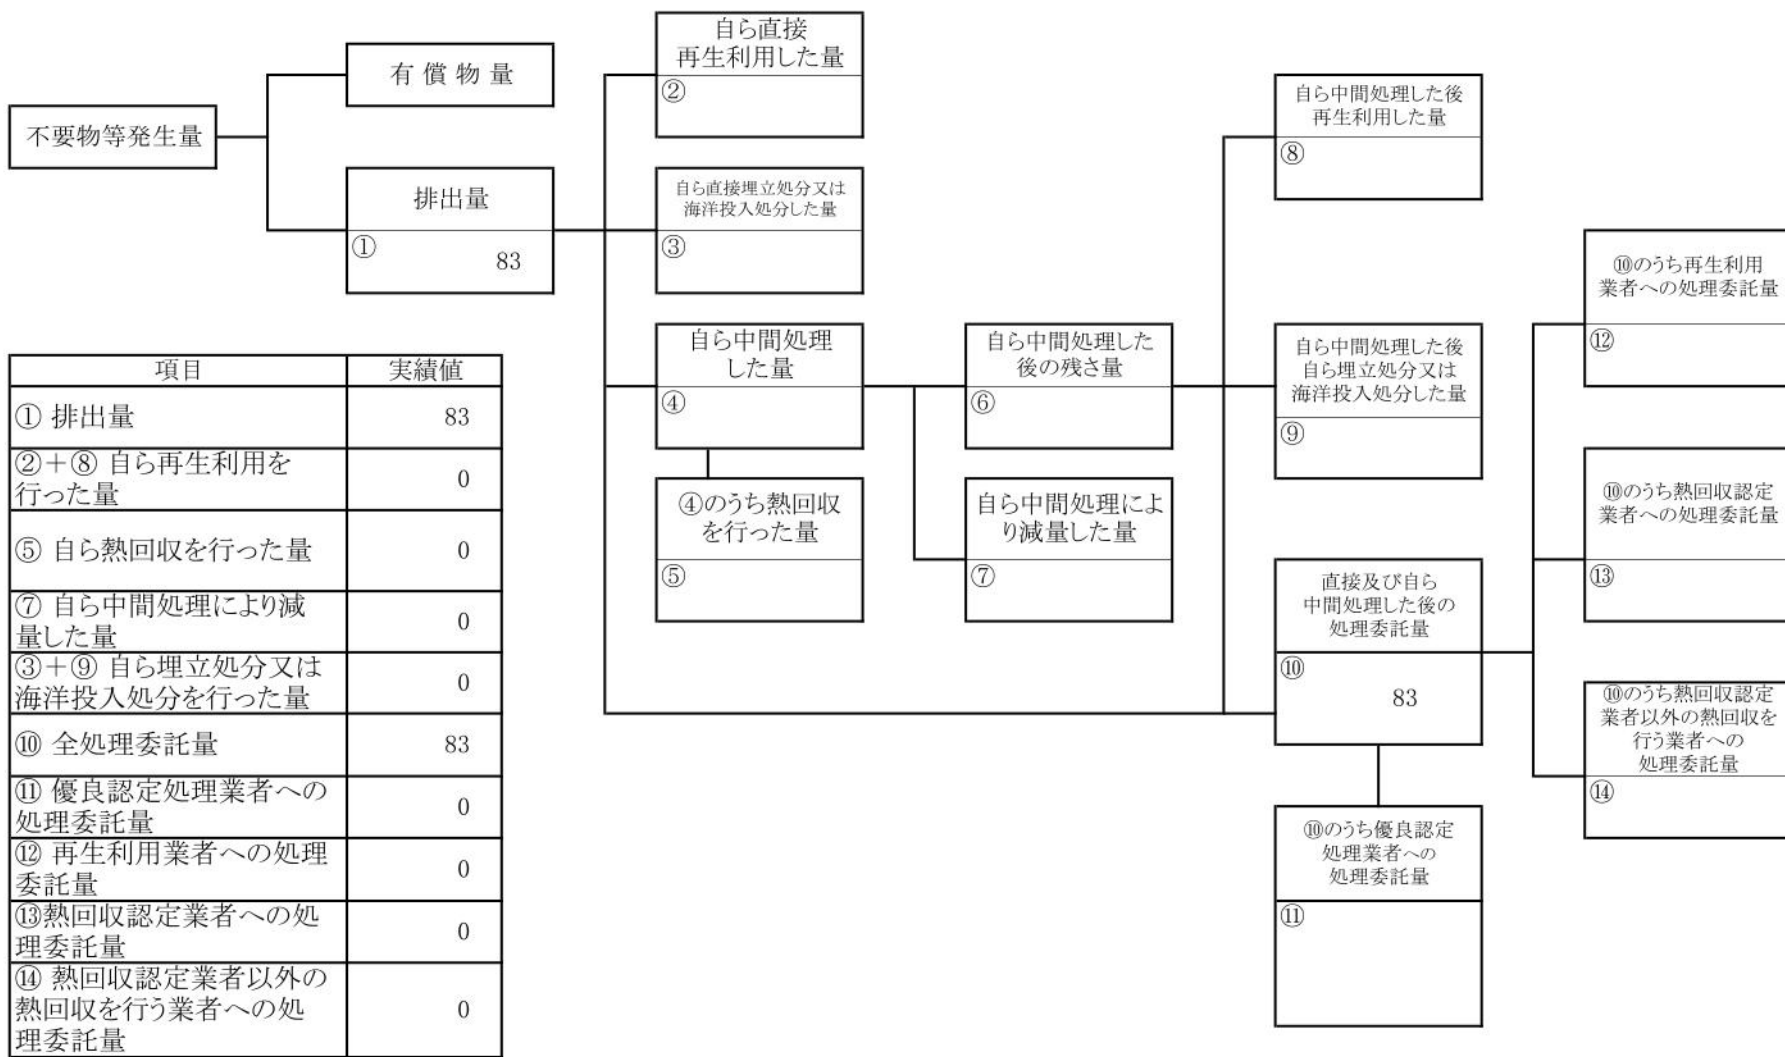 不要物等発生量
有償物量
排出量
①
83
自ら直接
再生利用した量
②
自ら直接埋立処分又は
海洋投入処分した量
③
自ら中間処理
した量
④
④のうち熱回収
を行った量
⑤
自ら中間処理した
後の残さ量
⑥
自ら中間処理によ
り減量した量
⑦
自ら中間処理した後
再生利用した量
⑧
自ら中間処理した後
自ら埋立処分又は
海洋投入処分した量
⑨
直接及び自ら
中間処理した後の
処理委託量
⑩
83
⑩のうち優良認定
処理業者への
処理委託量
⑪
⑩のうち再生利用
業者への処理委託量
⑫
⑩のうち熱回収認定
業者への処理委託量
⑬
⑩のうち熱回収認定
業者以外の熱回収を
行う業者への
処理委託量
⑭
項目 実績値
① 排出量 83
②＋⑧ 自ら再生利用を
行った量 0
⑤ 自ら熱回収を行った量 0
⑦ 自ら中間処理により減
量した量 0
③＋⑨ 自ら埋立処分又は
海洋投入処分を行った量 0
⑩ 全処理委託量 83
⑪ 優良認定処理業者への
処理委託量 0
⑫ 再生利用業者への処理
委託量 0
⑬熱回収認定業者への処
理委託量 0
⑭ 熱回収認定業者以外の
熱回収を行う業者への処
理委託量 0